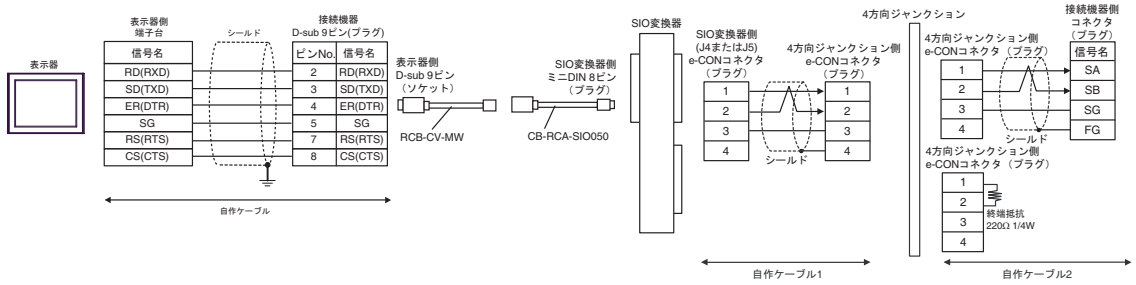 表示器
表示器側
端子台
信号名
RD(RXD)
SD(TXD)
ER(DTR)
SG
RS(RTS)
CS(CTS)
シールド
接続機器
D-sub 9ピン(プラグ)
ピンNo. 信号名
2 RD(RXD)
3 SD(TXD)
4 ER(DTR)
5 SG
7 RS(RTS)
8 CS(CTS)
自作ケーブル
表示器側
D-sub 9ピン
(ソケット)
RCB-CV-MW
SIO変換器側
ミニDIN 8ピン
(プラグ)
CB-RCA-SIO050
SIO変換器
SIO変換器側
(J4またはJ5)
e-CONコネクタ
(プラグ)
1
2
3
4
シールド
4方向ジャンクション側
e-CONコネクタ
(プラグ)
1
2
3
4
自作ケーブル1
4方向ジャンクション
4方向ジャンクション側
e-CONコネクタ(プラグ)
1
2
3
4
シールド
接続機器側
コネクタ
(プラグ)
信号名
SA
SB
SG
FG
4方向ジャンクション側
e-CONコネクタ(プラグ)
1
2
3
4
終端抵抗
220Ω 1/4W
自作ケーブル2